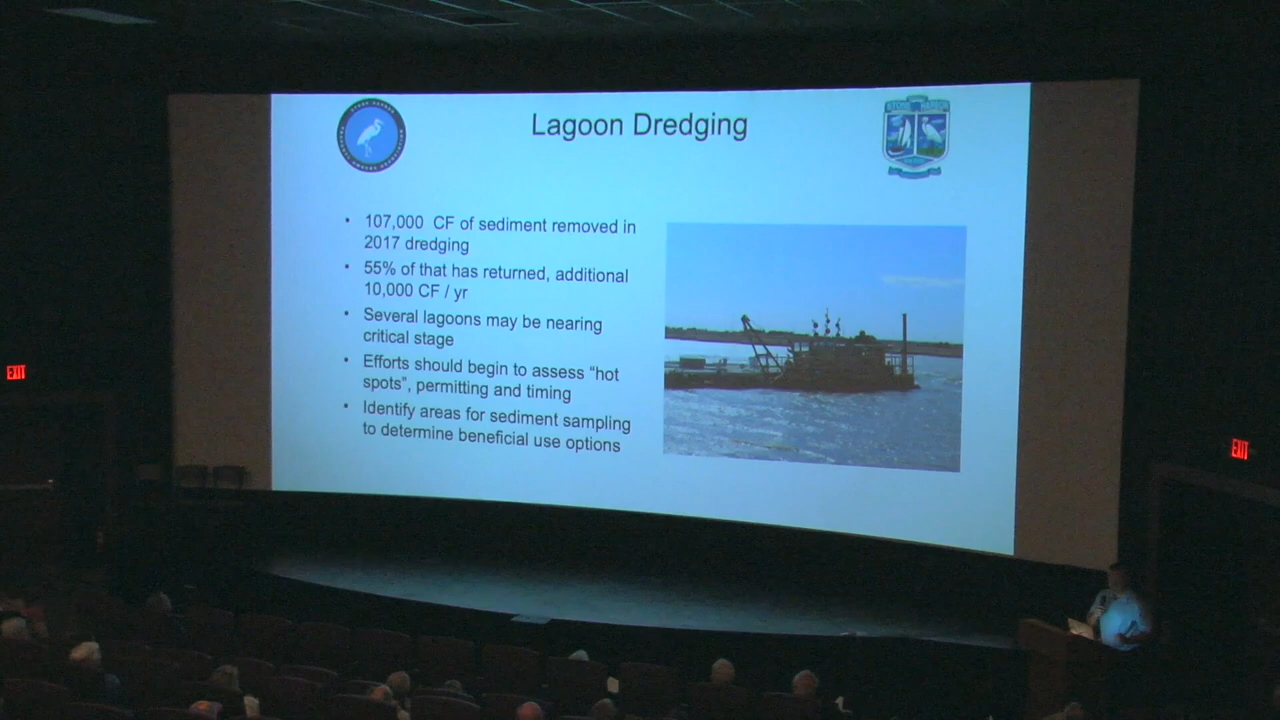 Lagoon Dredging
STONE HARBOR
• 107,000 CF of sediment removed in
2017 dredging
• 55% of that has returned, additional
10,000 CF / yr
• Several lagoons may be nearing
critical stage
• Efforts should begin to assess “hot
spots”, permitting and timing
• Identify areas for sediment sampling
to determine beneficial use options
EXIT
EXIT